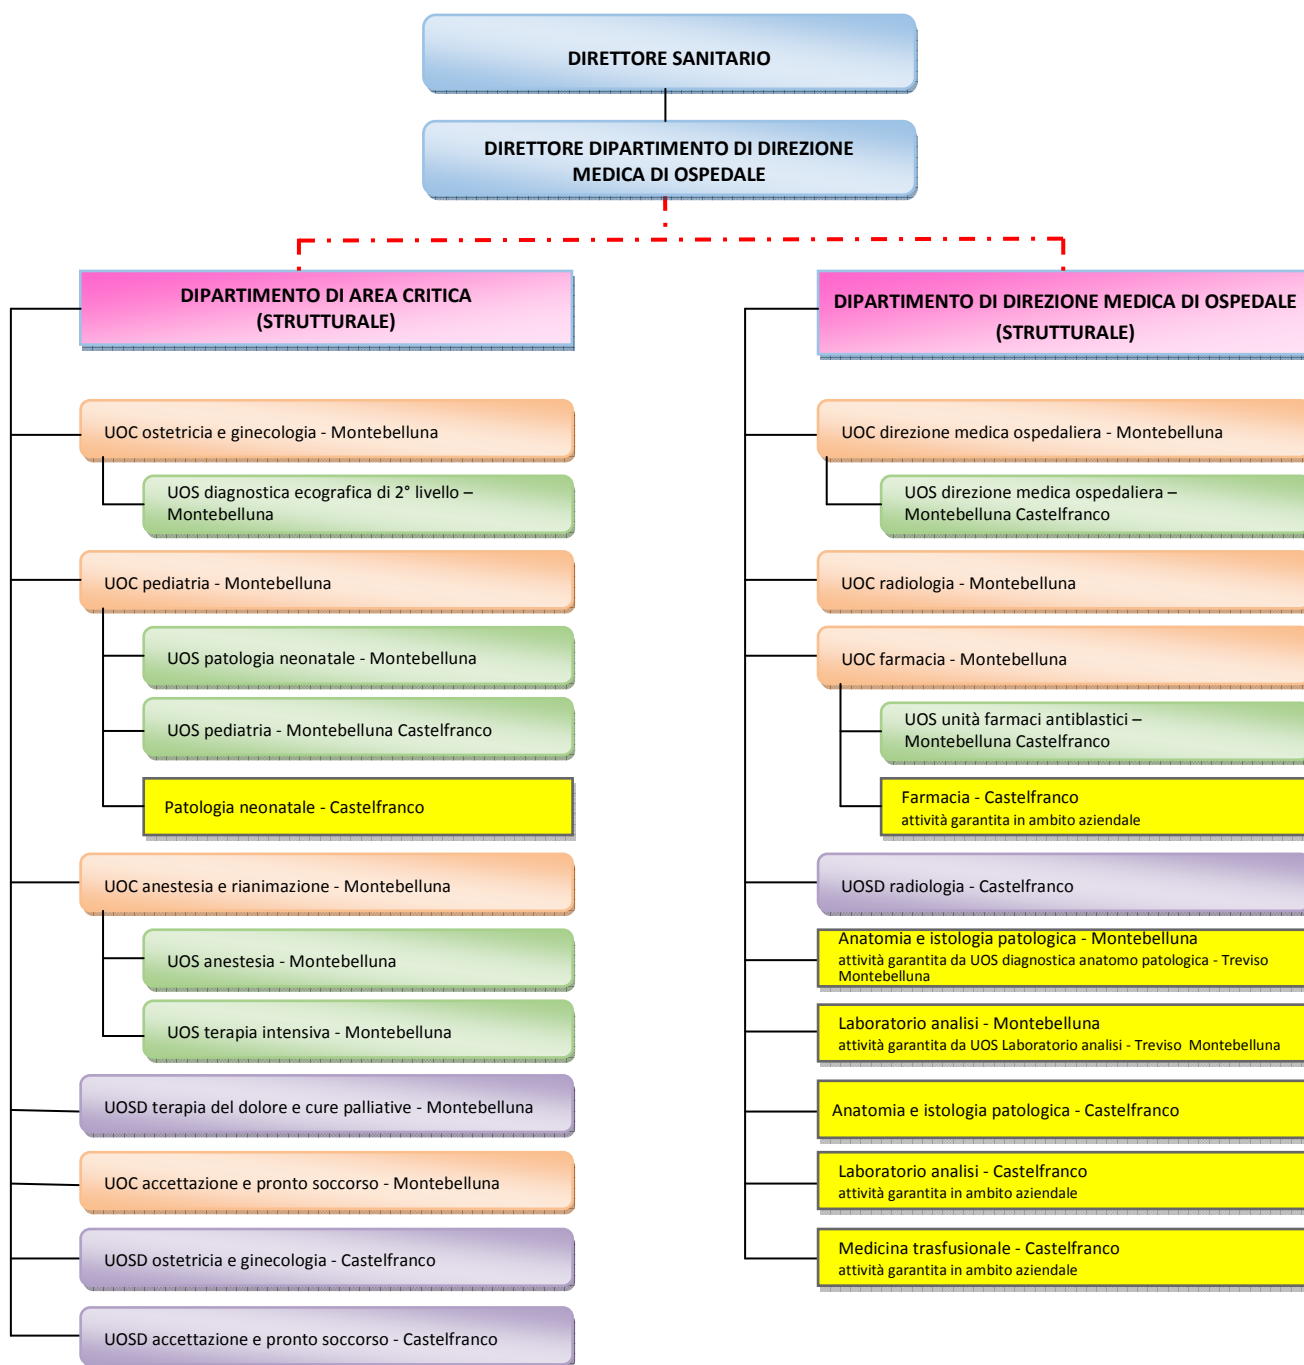 DIRETTORE SANITARIO
DIRETTORE DIPARTIMENTO DI DIREZIONE
MEDICA DI OSPEDALE
DIPARTIMENTO DI AREA CRITICA
(STRUTTURALE)
UOC ostetricia e ginecologia - Montebelluna
UOS diagnostica ecografica di 2° livello –
Montebelluna
UOC pediatria - Montebelluna
UOS patologia neonatale - Montebelluna
UOS pediatria - Montebelluna Castelfranco
Patologia neonatale - Castelfranco
UOC anestesia e rianimazione - Montebelluna
UOS anestesia - Montebelluna
UOS terapia intensiva - Montebelluna
UOSD terapia del dolore e cure palliative - Montebelluna
UOC accettazione e pronto soccorso - Montebelluna
UOSD ostetricia e ginecologia - Castelfranco
UOSD accettazione e pronto soccorso - Castelfranco
DIPARTIMENTO DI DIREZIONE MEDICA DI OSPEDALE
(STRUTTURALE)
UOC direzione medica ospedaliera - Montebelluna
UOS direzione medica ospedaliera –
Montebelluna Castelfranco
UOC radiologia - Montebelluna
UOC farmacia - Montebelluna
UOS unità farmaci antiblastici –
Montebelluna Castelfranco
Farmacia - Castelfranco
attività garantita in ambito aziendale
UOSD radiologia - Castelfranco
Anatomia e istologia patologica - Montebelluna
attività garantita da UOS diagnostica anatomo patologica - Treviso
Montebelluna
Laboratorio analisi - Montebelluna
attività garantita da UOS Laboratorio analisi - Treviso Montebelluna
Anatomia e istologia patologica - Castelfranco
Laboratorio analisi - Castelfranco
attività garantita in ambito aziendale
Medicina trasfusionale - Castelfranco
attività garantita in ambito aziendale